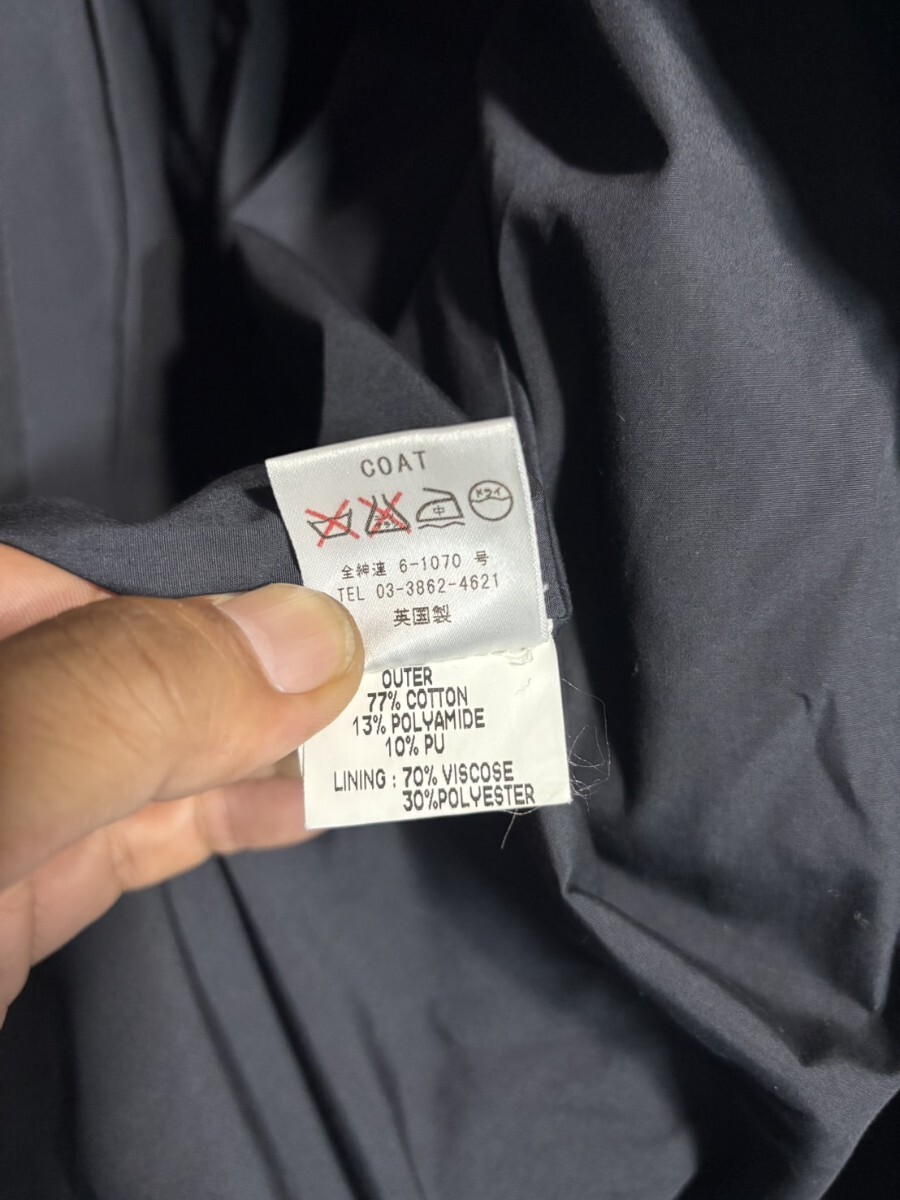 COAT
中 ドライ
全紳連 6-1070 号
TEL 03-3862-4621
英国製
OUTER
77% COTTON
13% POLYAMIDE
10% PU
LINING : 70% VISCOSE
30%POLYESTER